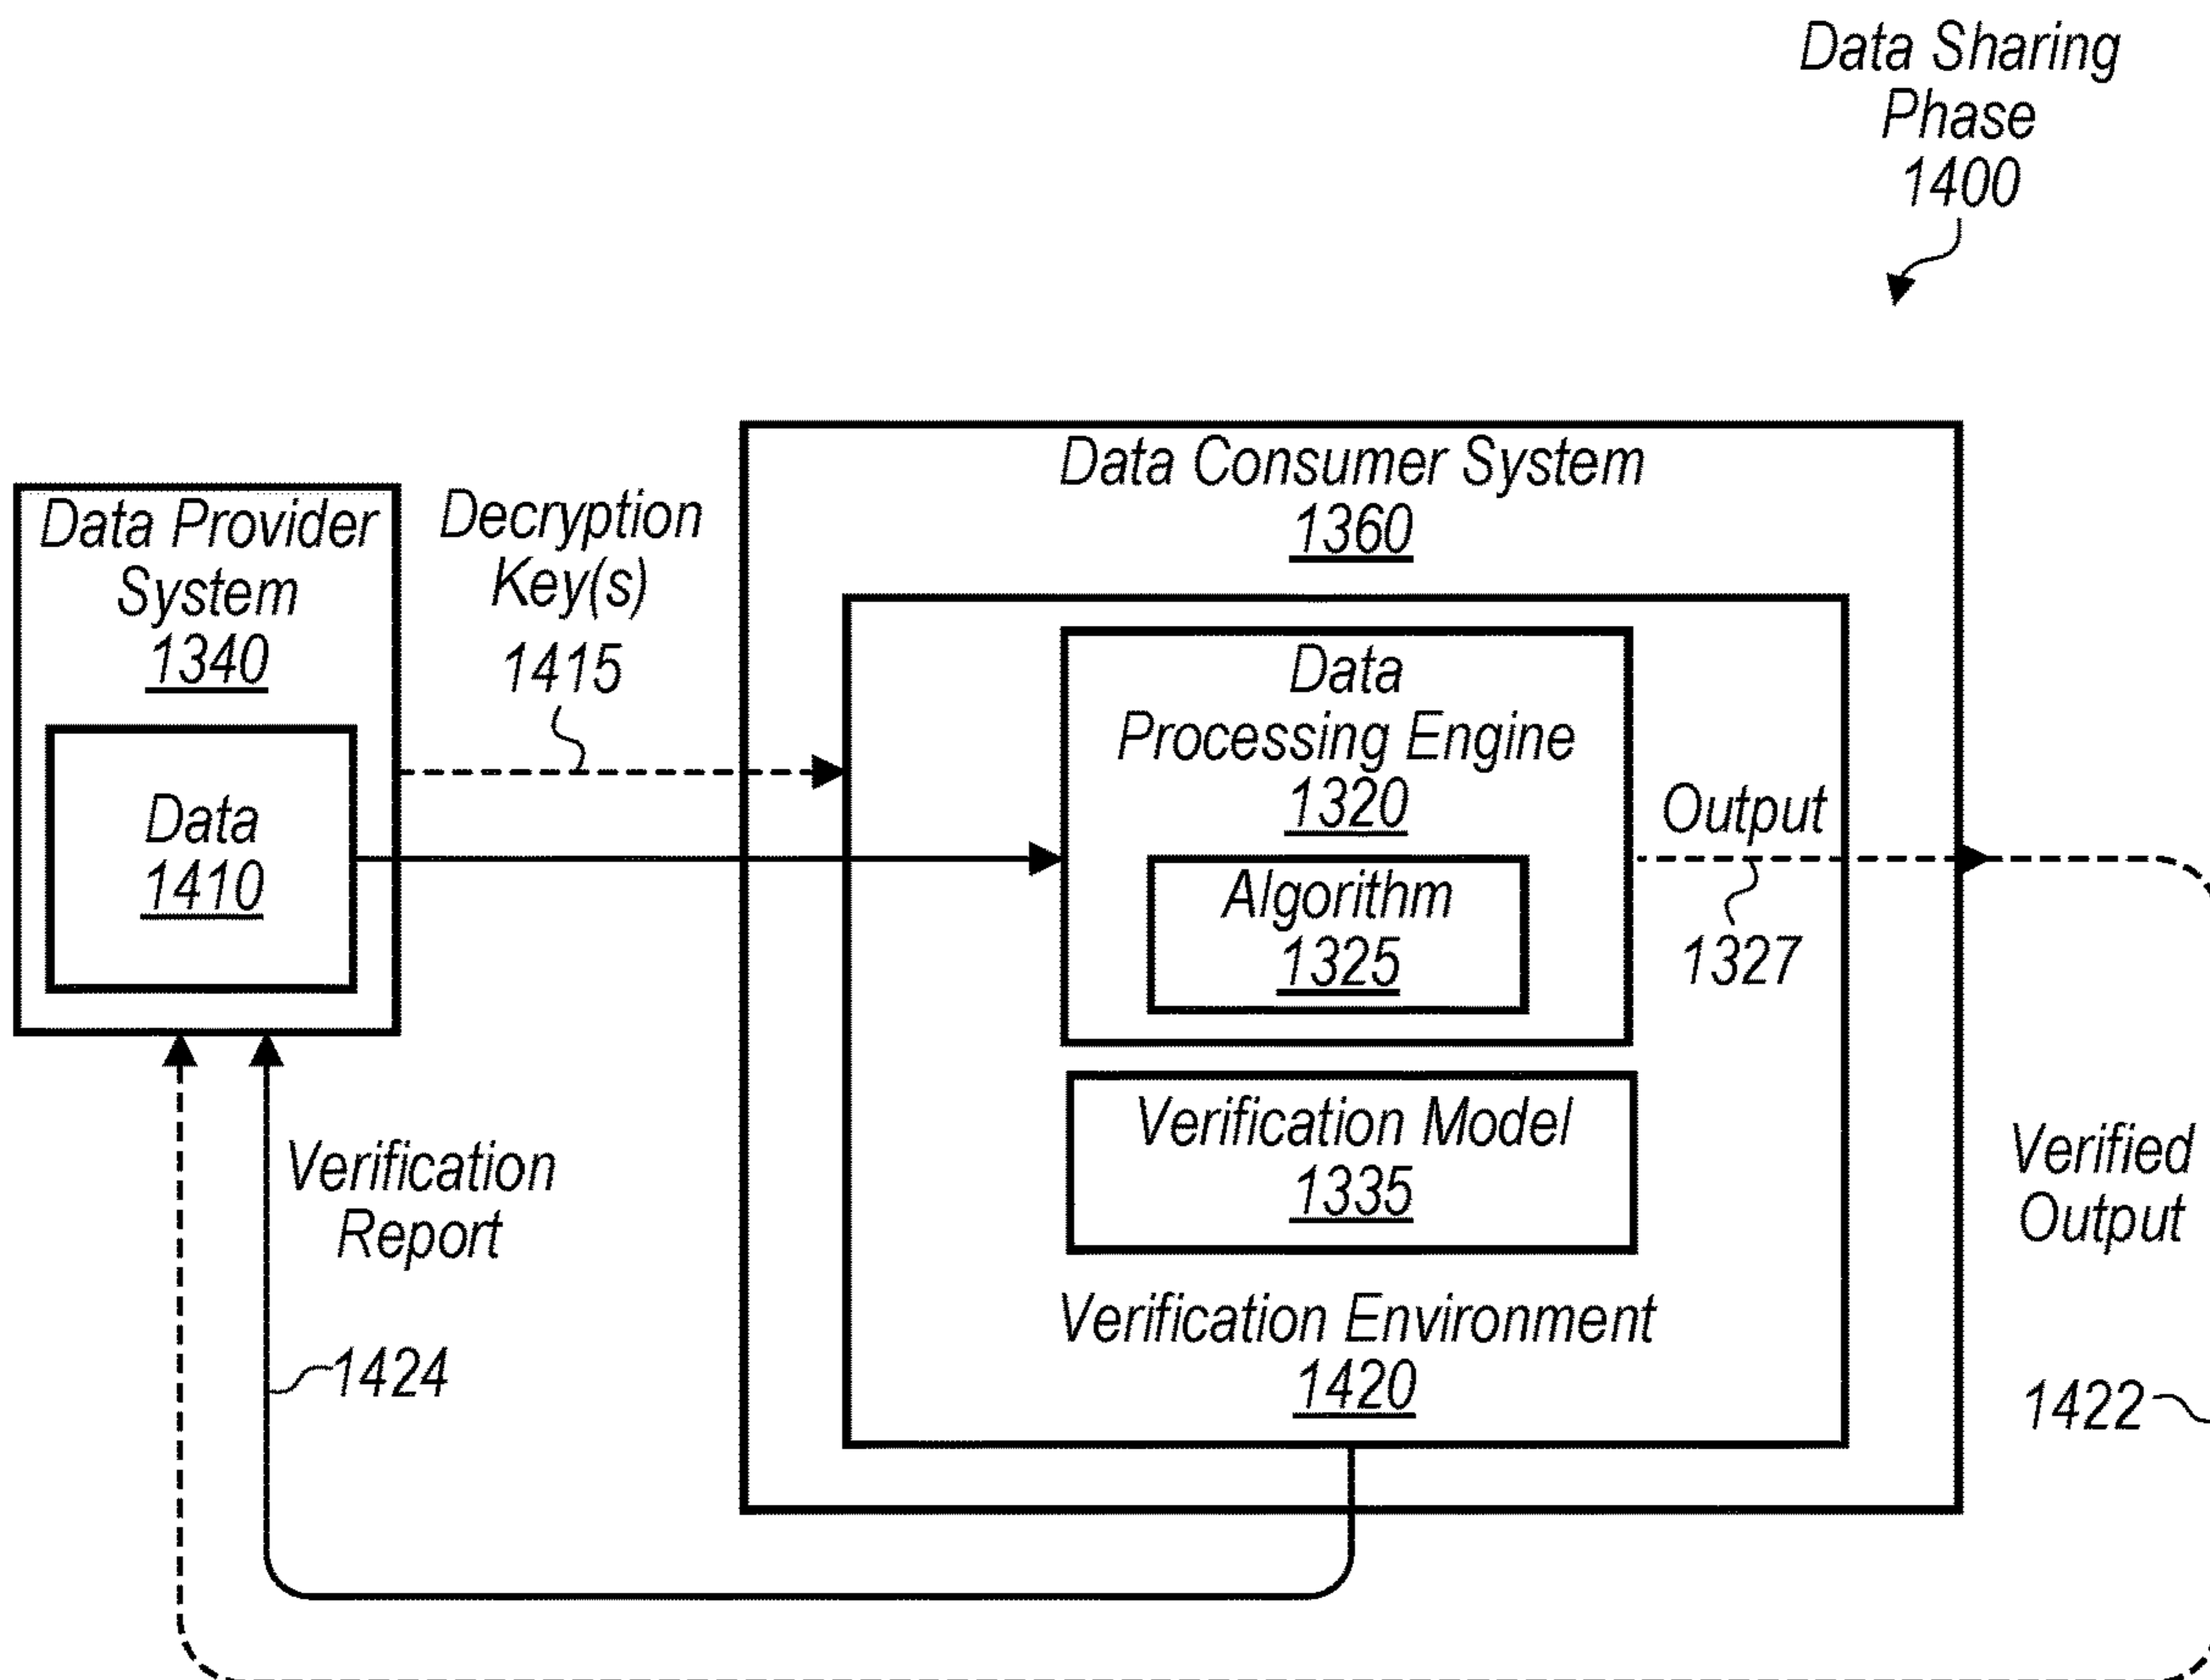 Data Sharing
Phase
1400
Data Consumer System
1360
Data Provider
System
1340
Decryption
Key(s)
1415
Data
1410
Data
Processing Engine
1320
Algorithm
1325
Output
1327
Verification Model
1335
Verification Environment
1420
Verification
Report
1424
Verified
Output
1422